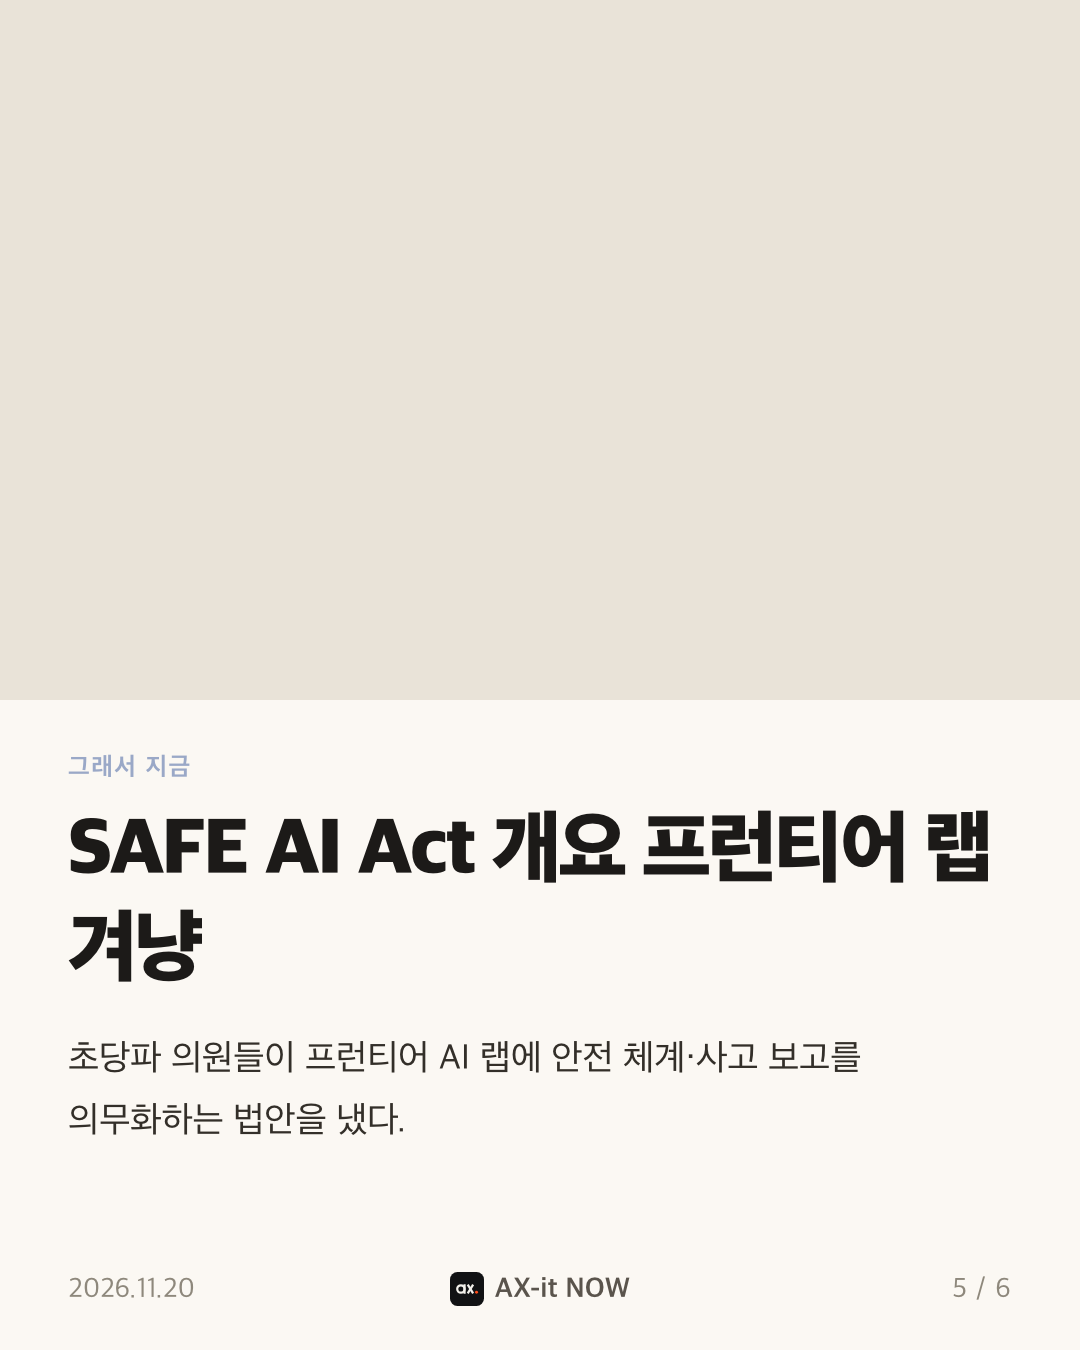 그래서 지금
SAFE AI Act 개요 프런티어 랩
겨냥
초당파 의원들이 프런티어 AI 랩에 안전 체계·사고 보고를
의무화하는 법안을 냈다.
2026.11.20
ax. AX-it NOW
5 / 6